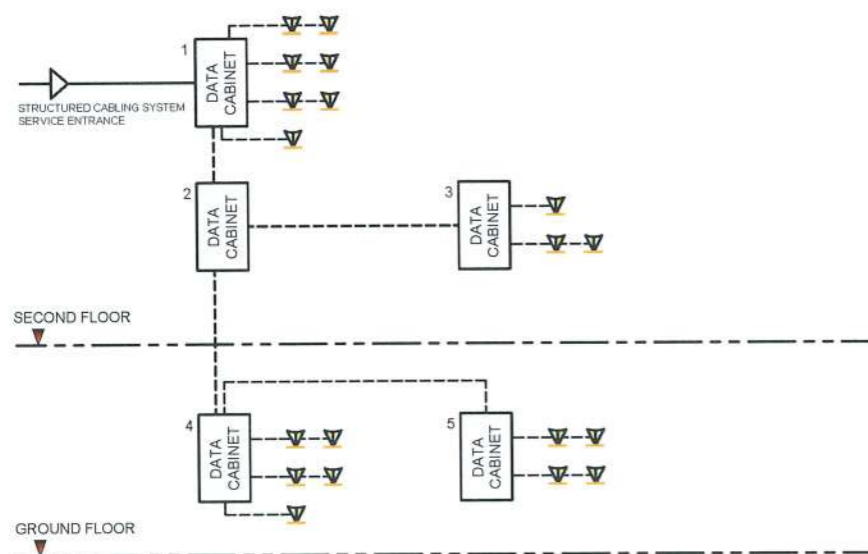 1
DATA
CABINET
STRUCTURED CABLING SYSTEM
SERVICE ENTRANCE
2
DATA
CABINET
3
DATA
CABINET
SECOND FLOOR
4
DATA
CABINET
5
DATA
CABINET
GROUND FLOOR